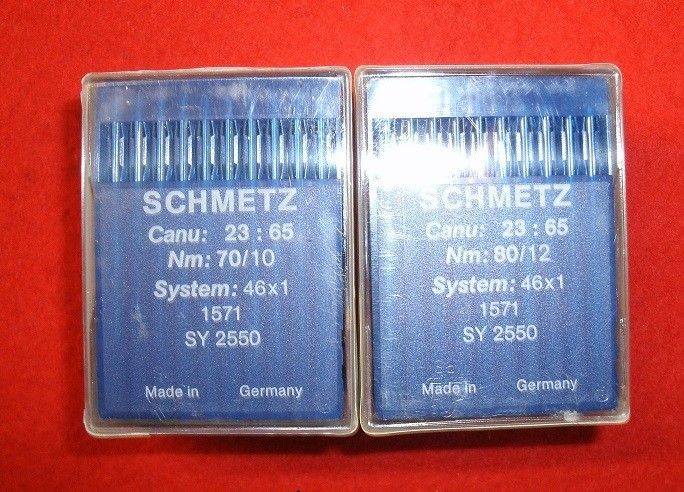 SCHMETZ
Canu: 23 : 65
Nm: 70/10
System: 46x1
1571
SY 2550
Made in Germany
SCHMETZ
Canu: 23 : 65
Nm: 80/12
System: 46x1
1571
SY 2550
Made in Germany